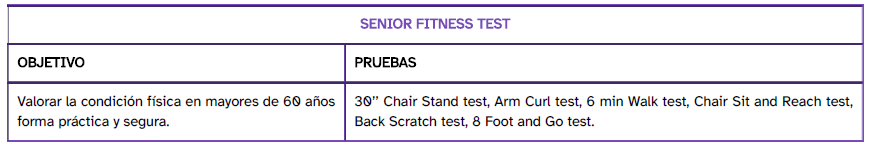 SENIOR FITNESS TEST
OBJETIVO
PRUEBAS
Valorar la condición física en mayores de 60 años
forma práctica y segura.
30” Chair Stand test, Arm Curl test, 6 min Walk test, Chair Sit and Reach test,
Back Scratch test, 8 Foot and Go test.